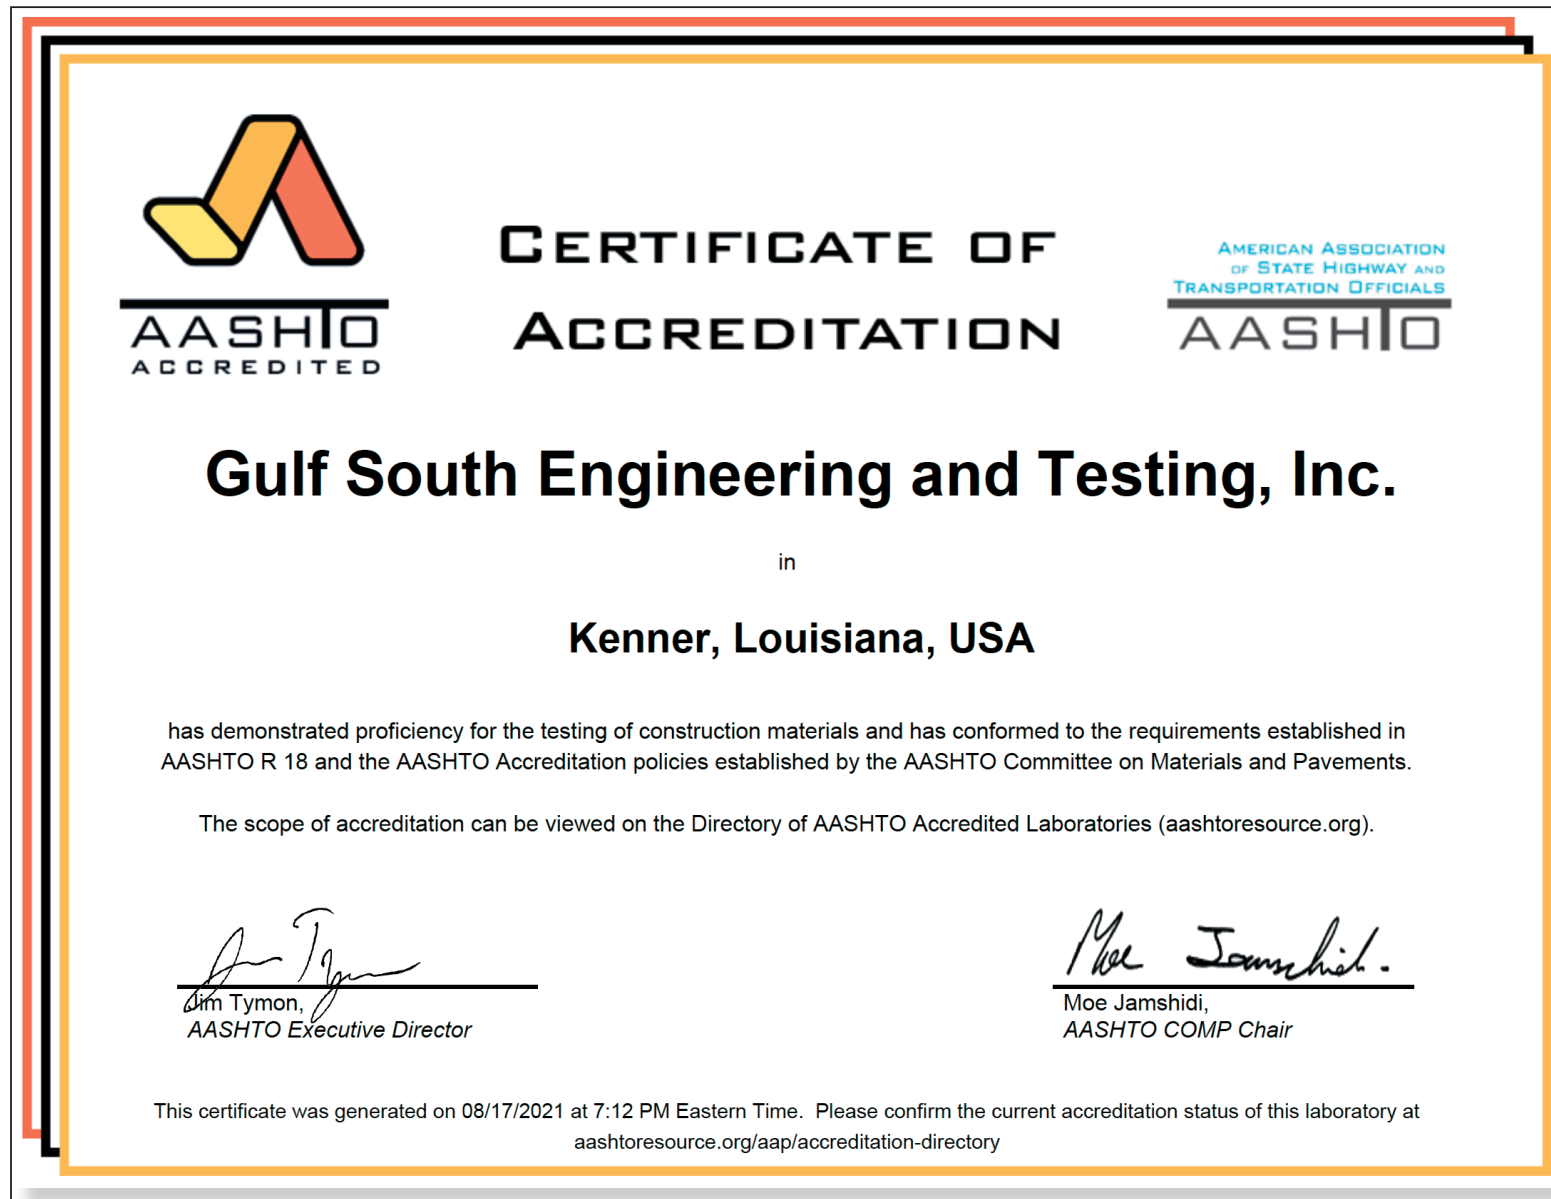 AASHTO
ACCREDITED
CERTIFICATE OF
ACCREDITATION
AMERICAN ASSOCIATION
OF STATE HIGHWAY AND
TRANSPORTATION OFFICIALS
AASHTO
Gulf South Engineering and Testing, Inc.
in
Kenner, Louisiana, USA
has demonstrated proficiency for the testing of construction materials and has conformed to the requirements established in
AASHTO R 18 and the AASHTO Accreditation policies established by the AASHTO Committee on Materials and Pavements.
The scope of accreditation can be viewed on the Directory of AASHTO Accredited Laboratories (aashtoresource.org).
Jim Tymon
Jim Tymon,
AASHTO Executive Director
Moe Jamshidi
Moe Jamshidi,
AASHTO COMP Chair
This certificate was generated on 08/17/2021 at 7:12 PM Eastern Time.  Please confirm the current accreditation status of this laboratory at
aashtoresource.org/aap/accreditation-directory